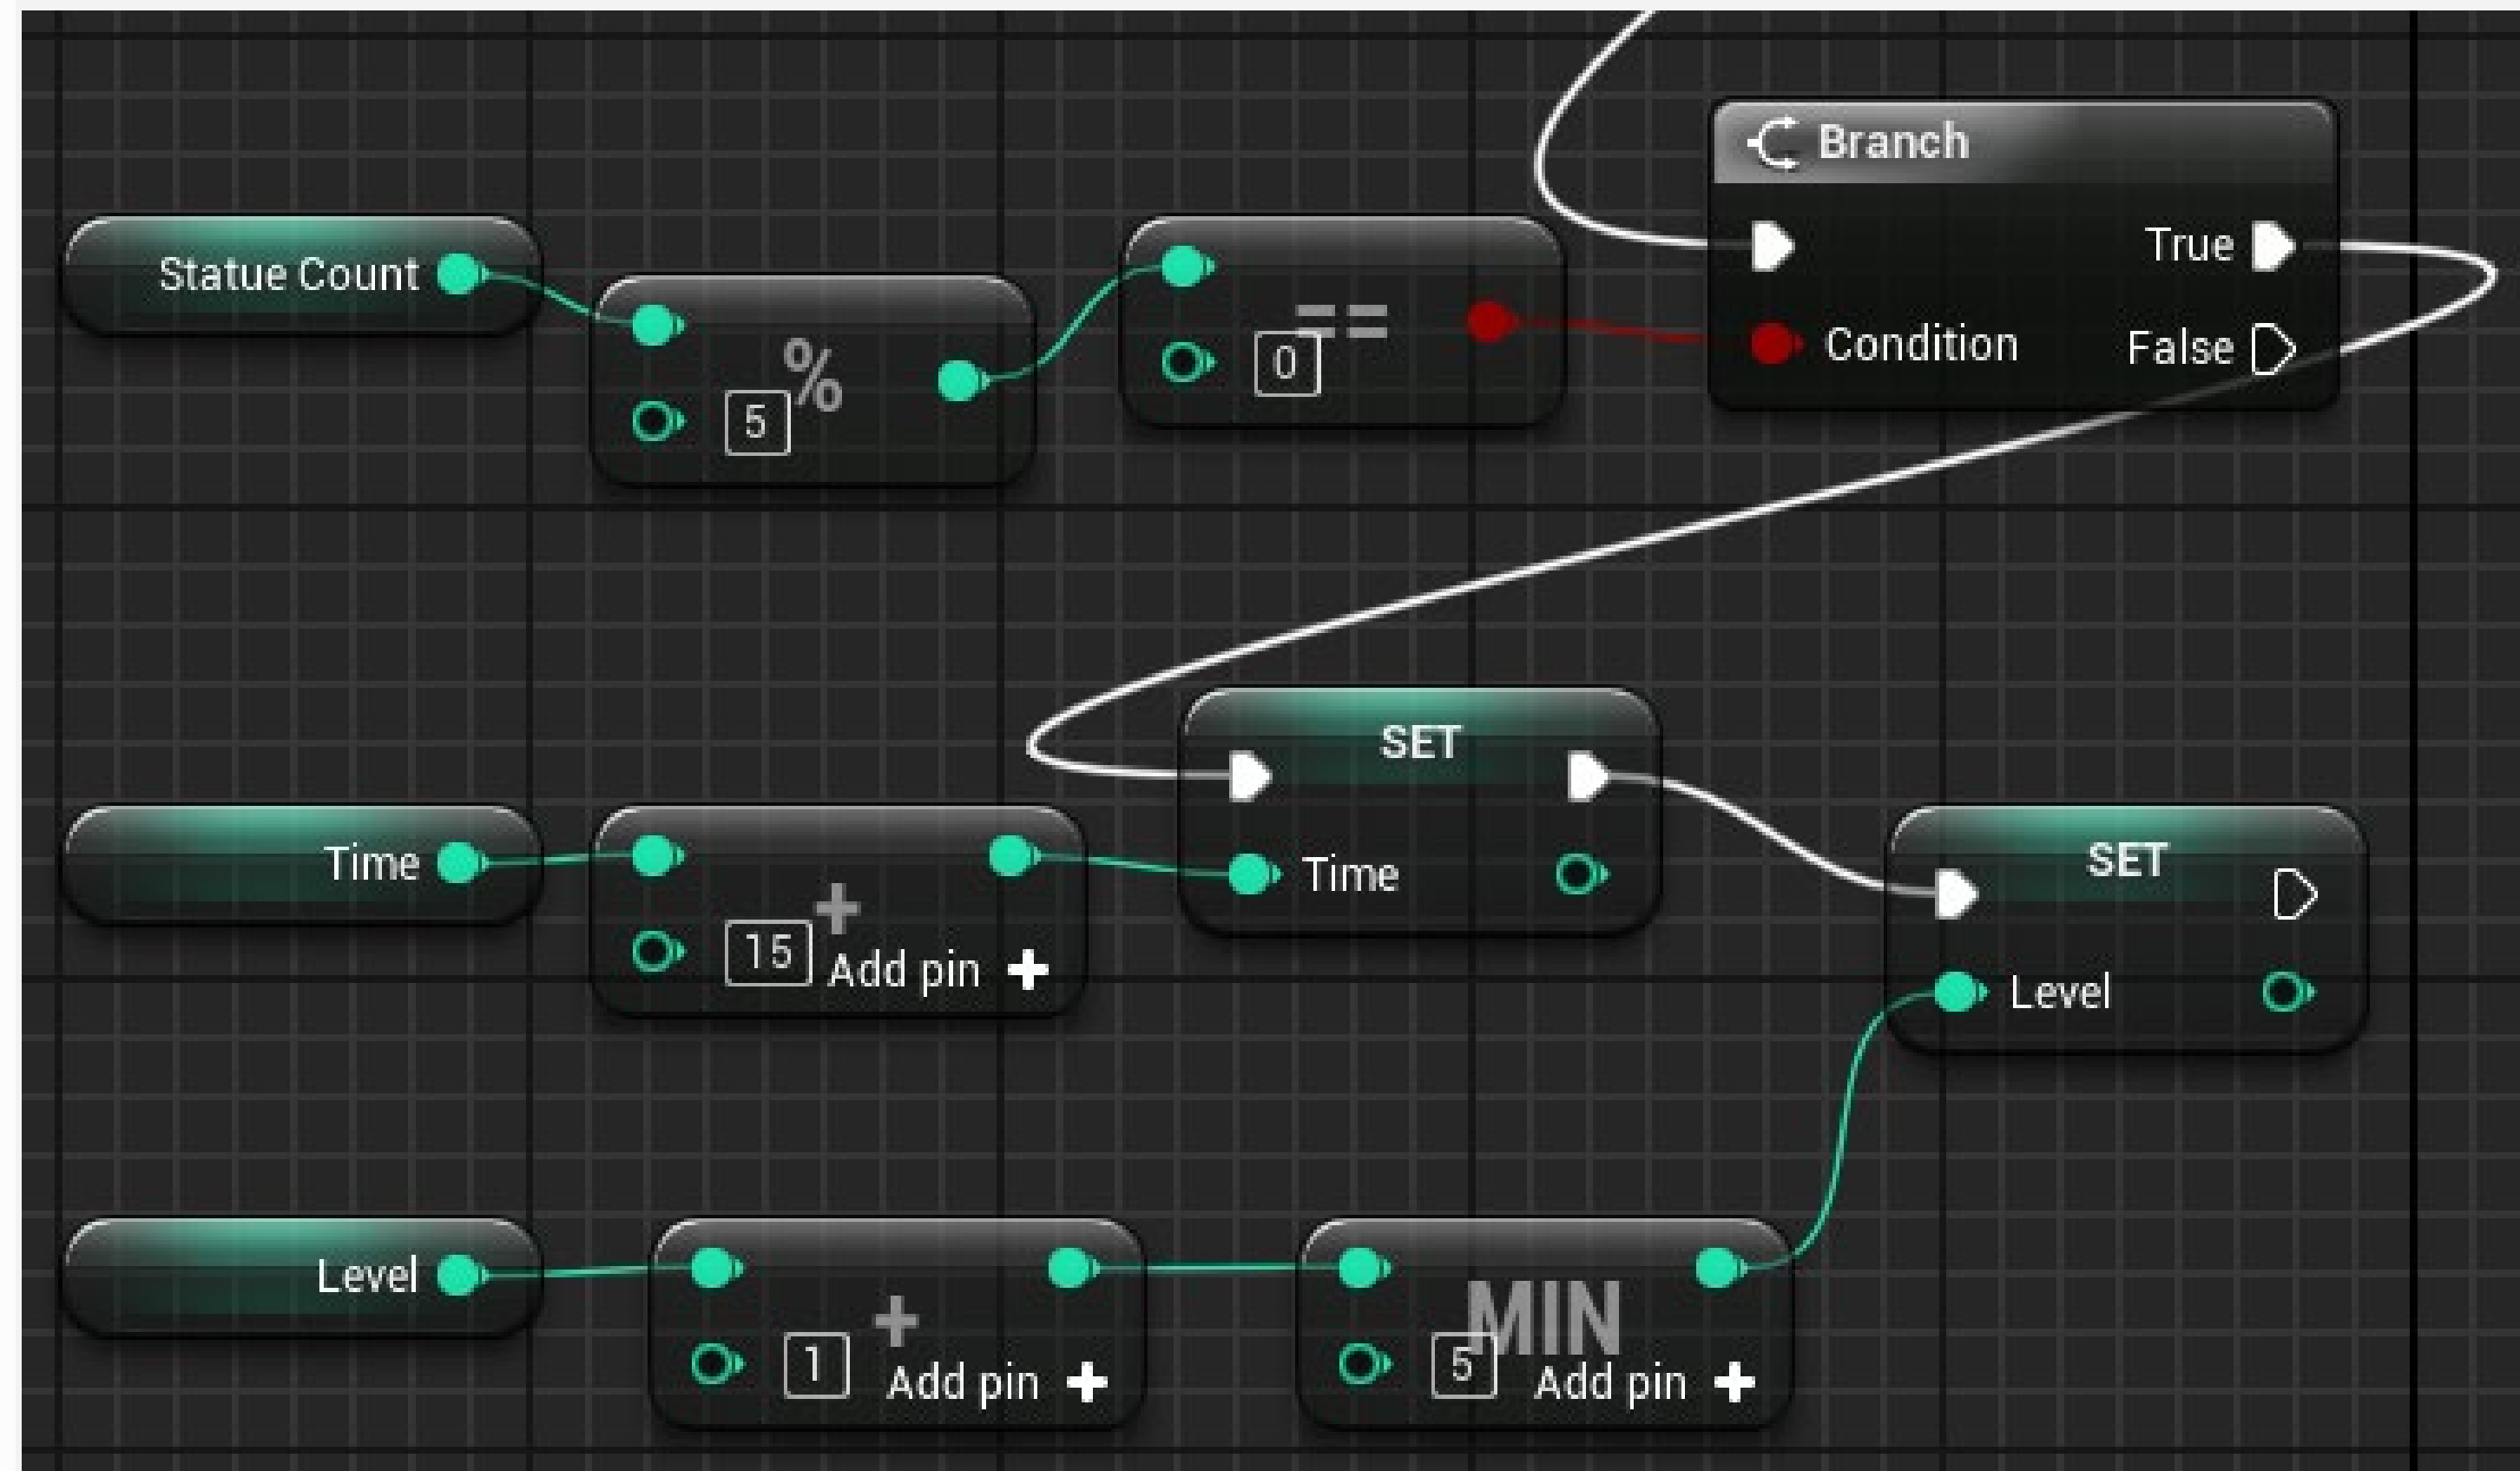 Branch
Statue Count
True
==
Condition
False
%
0
5
SET
Time
SET
Time
+
15
Add pin +
Level
Level
+
MIN
1
Add pin +
5
Add pin +